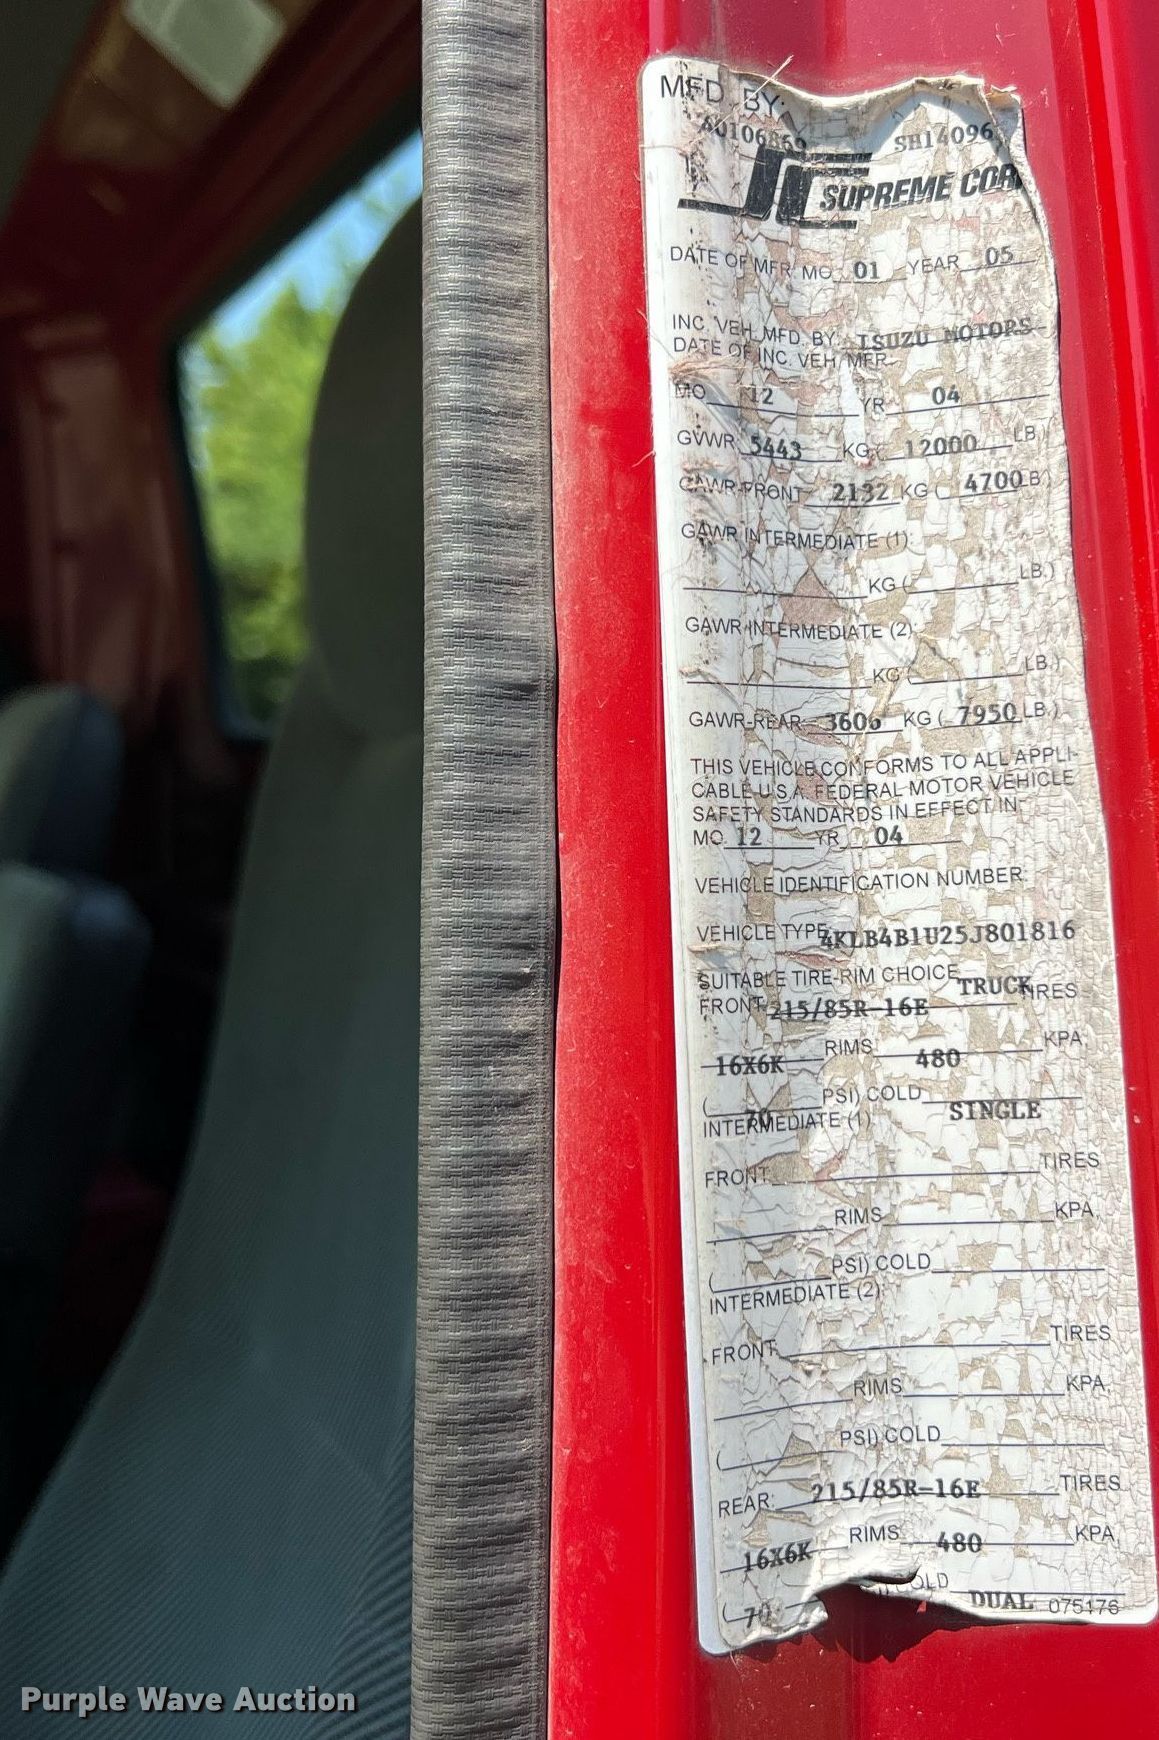 MFD. BY:
A0106869 SH14096
SUPREME COR
DATE OF MFR: MO. 01 YEAR 05
INC. VEH. MFD. BY: ISUZU MOTORS
DATE OF INC. VEH. MFR.
MO. 12 YR. 04
GVWR 5443 KG ( 12000 LB.)
GAWR-FRONT 2132 KG ( 4700 LB.)
GAWR INTERMEDIATE (1):
KG ( LB.)
GAWR INTERMEDIATE (2):
KG ( LB.)
GAWR-REAR 3606 KG ( 7950 LB.)
THIS VEHICLE CONFORMS TO ALL APPLI-
CABLE U.S.A. FEDERAL MOTOR VEHICLE
SAFETY STANDARDS IN EFFECT IN
MO. 12 YR. 04
VEHICLE IDENTIFICATION NUMBER:
VEHICLE TYPE 4KLB4B1U25J801816
SUITABLE TIRE-RIM CHOICE TRUCK
FRONT: 215/85R-16E TIRES
16X6K RIMS 480 KPA.
( 70 PSI) COLD SINGLE
INTERMEDIATE (1)
FRONT TIRES
RIMS KPA.
( PSI) COLD
INTERMEDIATE (2):
FRONT TIRES
RIMS KPA.
( PSI) COLD
REAR: 215/85R-16E TIRES
16X6K RIMS 480 KPA.
( 70 COLD DUAL 075176
Purple Wave Auction